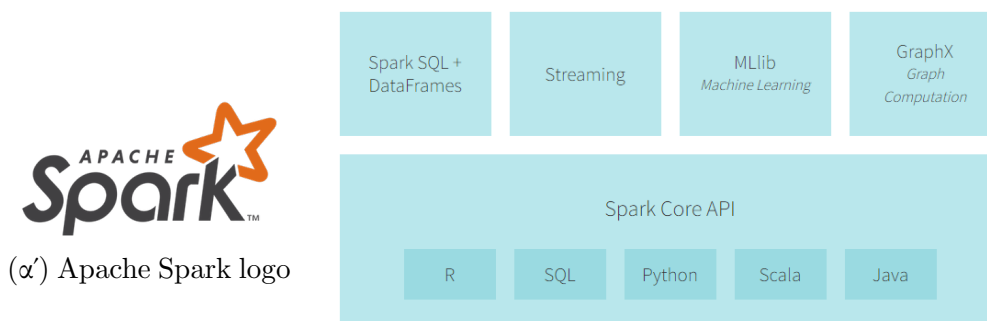 APACHE
Spark™
(α′) Apache Spark logo
Spark SQL +
DataFrames
Streaming
MLlib
Machine Learning
GraphX
Graph
Computation
Spark Core API
R
SQL
Python
Scala
Java